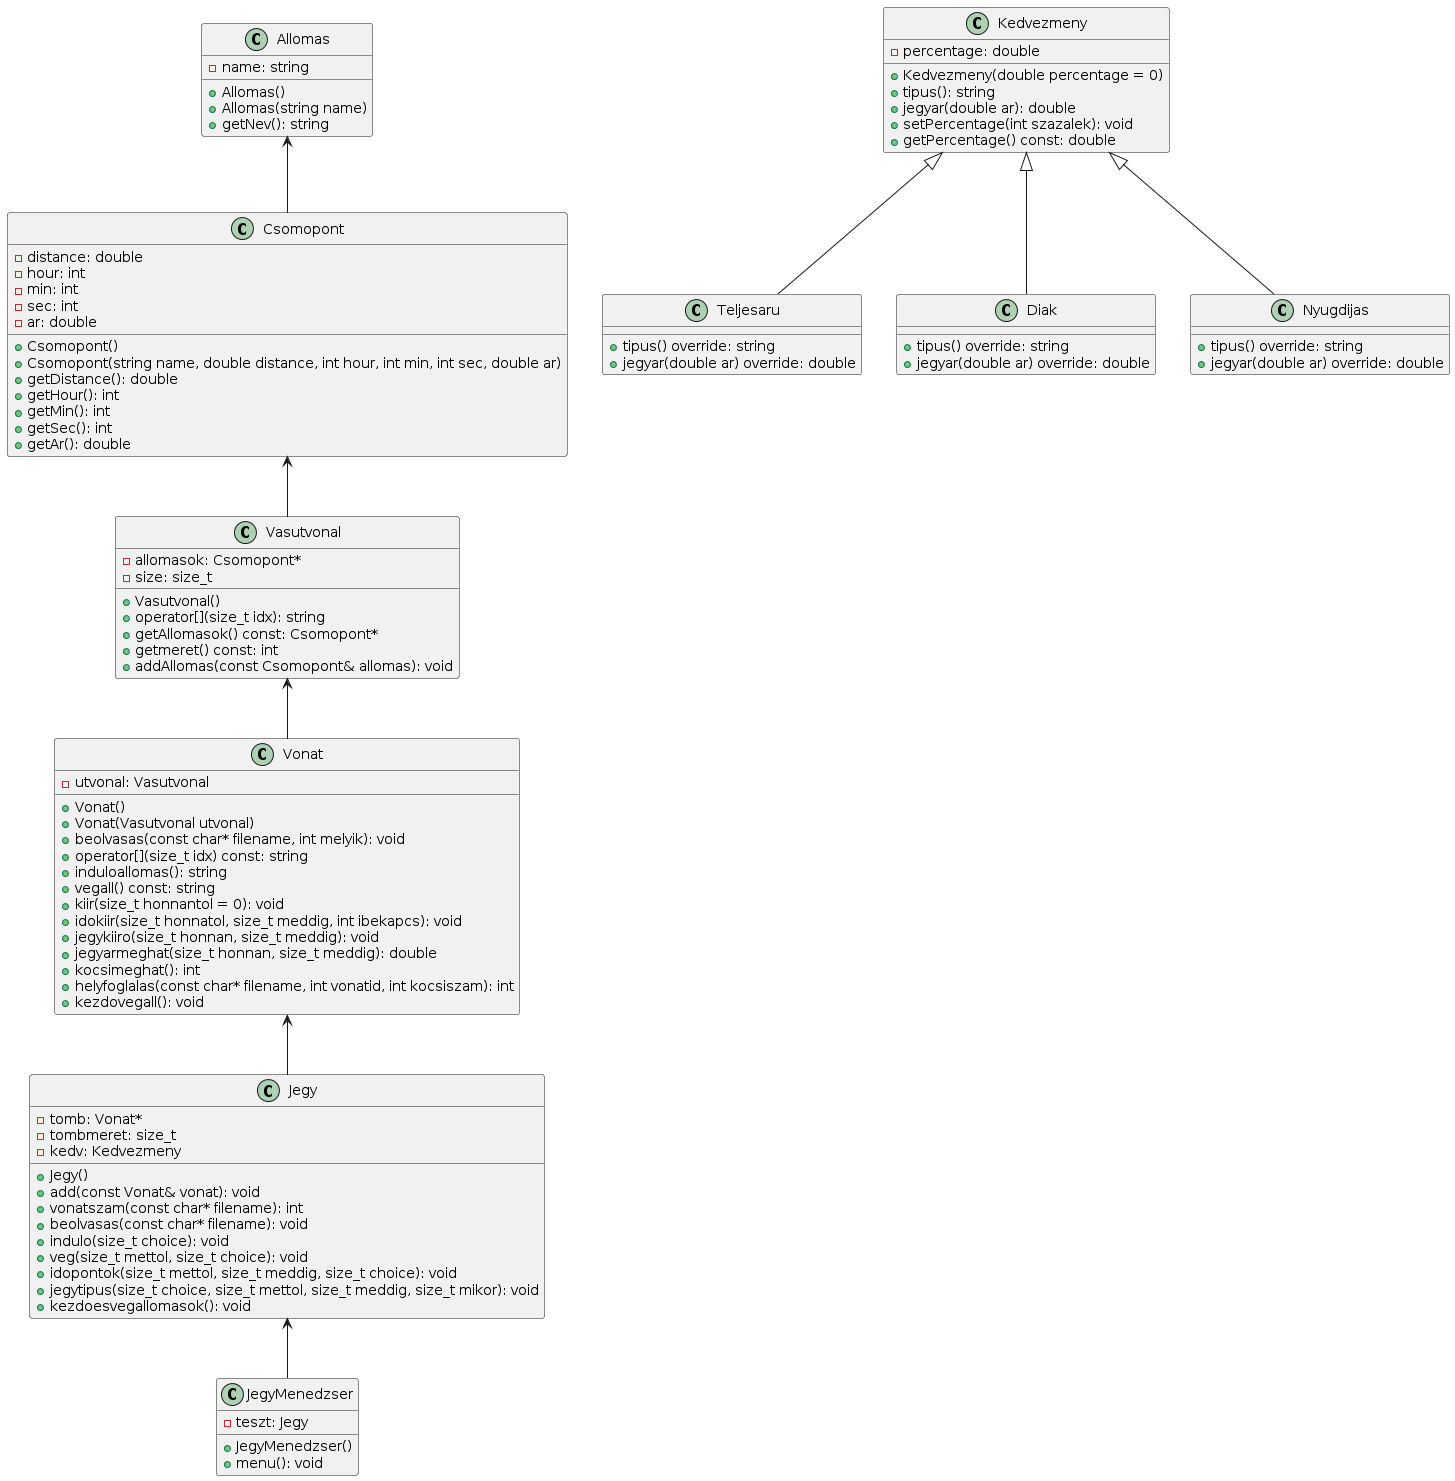 C Allomas
name: string
Allomas()
Allomas(string name)
getNev(): string
C Kedvezmeny
percentage: double
Kedvezmeny(double percentage = 0)
tipus(): string
jegyar(double ar): double
setPercentage(int szazalek): void
getPercentage() const: double
C Csomopont
distance: double
hour: int
min: int
sec: int
ar: double
Csomopont()
Csomopont(string name, double distance, int hour, int min, int sec, double ar)
getDistance(): double
getHour(): int
getMin(): int
getSec(): int
getAr(): double
C Teljesaru
tipus() override: string
jegyar(double ar) override: double
C Diak
tipus() override: string
jegyar(double ar) override: double
C Nyugdijas
tipus() override: string
jegyar(double ar) override: double
C Vasutvonal
allomasok: Csomopont*
size: size_t
Vasutvonal()
operator[](size_t idx): string
getAllomasok() const: Csomopont*
getmeret() const: int
addAllomas(const Csomopont& allomas): void
C Vonat
utvonal: Vasutvonal
Vonat()
Vonat(Vasutvonal utvonal)
beolvasas(const char* filename, int melyik): void
operator[](size_t idx) const: string
induloallomas(): string
vegall() const: string
kiir(size_t honnantol = 0): void
idokiir(size_t honnatol, size_t meddig, int ibekapcs): void
jegykiiro(size_t honnan, size_t meddig): void
jegyarmeghat(size_t honnan, size_t meddig): double
kocsimeghat(): int
helyfoglalas(const char* filename, int vonatid, int kocsiszam): int
kezdovegall(): void
C Jegy
tomb: Vonat*
tombmeret: size_t
kedv: Kedvezmeny
Jegy()
add(const Vonat& vonat): void
vonatszam(const char* filename): int
beolvasas(const char* filename): void
indulo(size_t choice): void
veg(size_t mettol, size_t choice): void
idopontok(size_t mettol, size_t meddig, size_t choice): void
jegytipus(size_t choice, size_t mettol, size_t meddig, size_t mikor): void
kezdoesvegallomasok(): void
C JegyMenedzser
teszt: Jegy
JegyMenedzser()
menu(): void